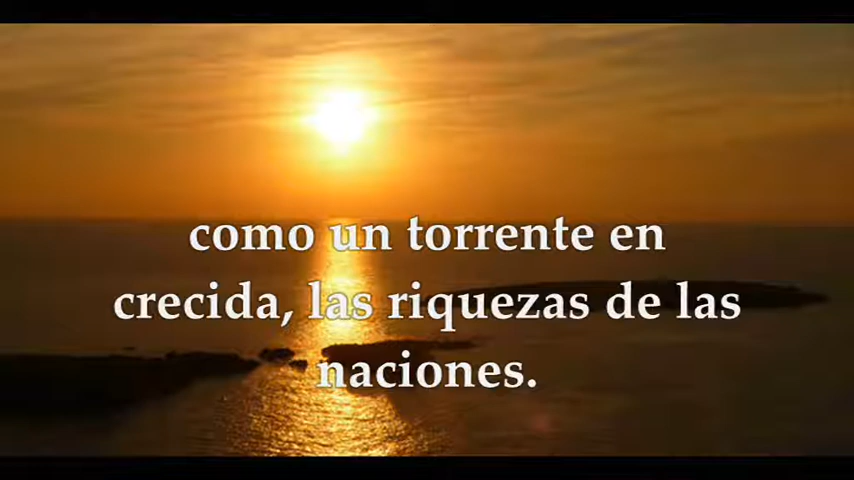 como un torrente en
crecida, las riquezas de las
naciones.